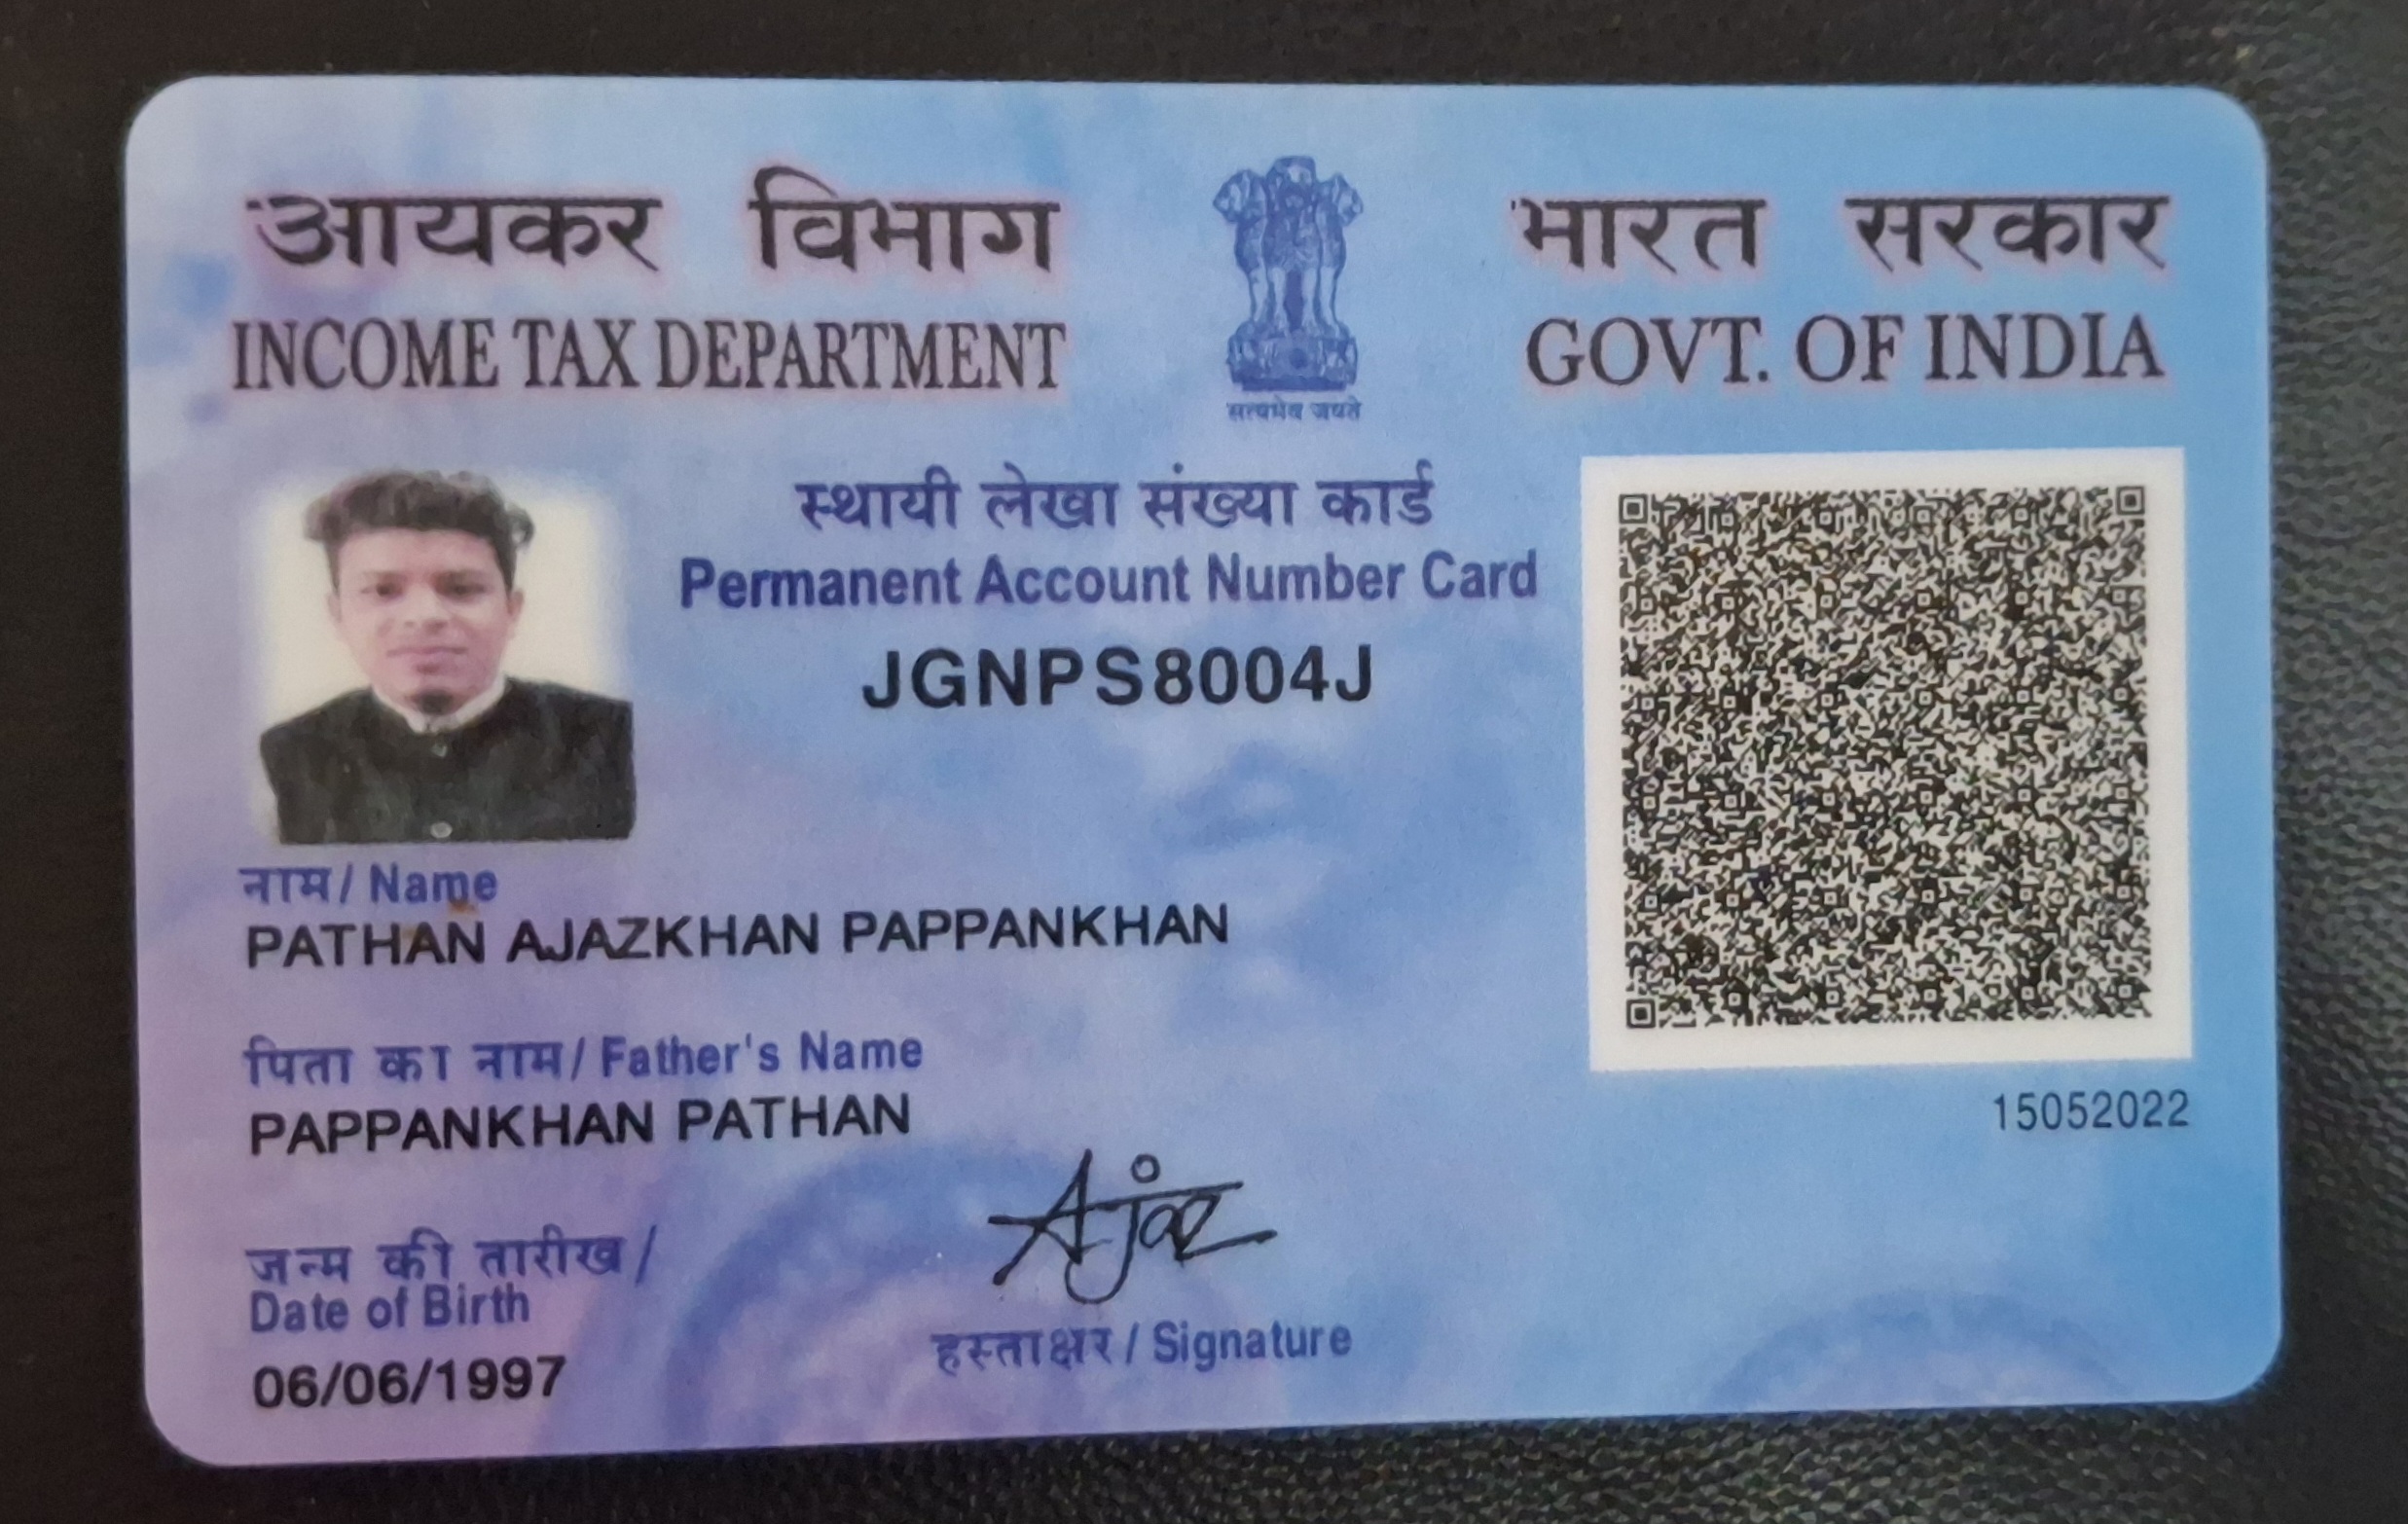 आयकर विभाग
INCOME TAX DEPARTMENT
सत्यमेव जयते
भारत सरकार
GOVT. OF INDIA
स्थायी लेखा संख्या कार्ड
Permanent Account Number Card
JGNPS8004J
नाम / Name
PATHAN AJAZKHAN PAPPANKHAN
पिता का नाम / Father's Name
PAPPANKHAN PATHAN
15052022
जन्म की तारीख /
Date of Birth
06/06/1997
Ajaz
हस्ताक्षर / Signature